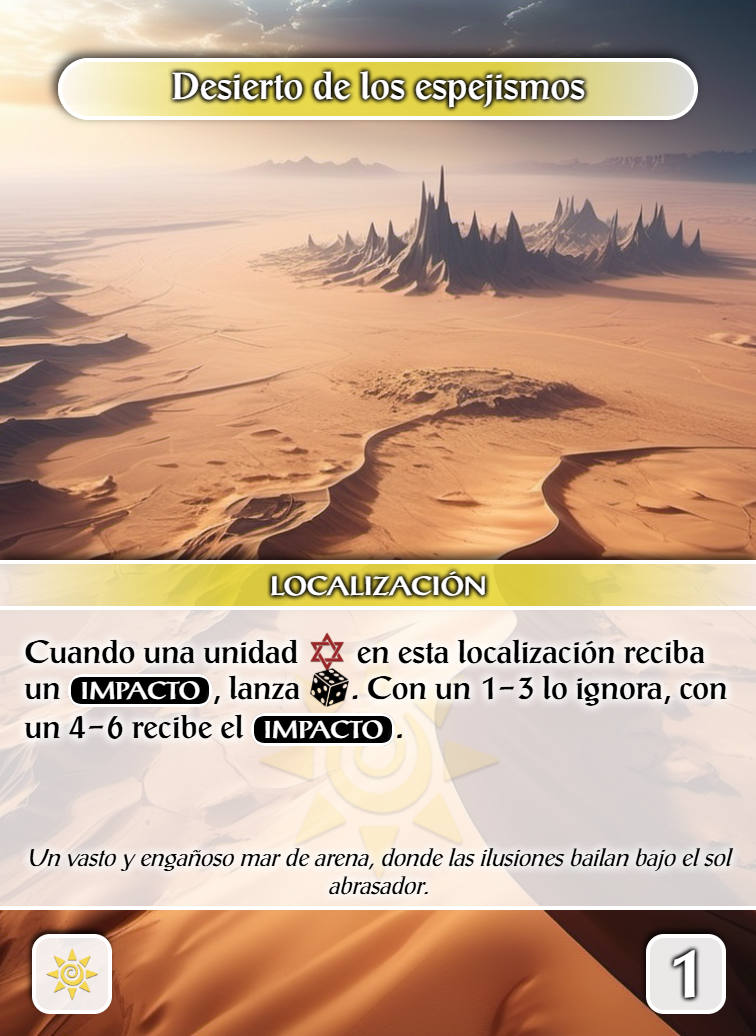 Desierto de los espejismos
LOCALIZACIÓN
Cuando una unidad en esta localización reciba
un IMPACTO, lanza . Con un 1-3 lo ignora, con
un 4-6 recibe el IMPACTO.
Un vasto y engañoso mar de arena, donde las ilusiones bailan bajo el sol
abrasador.
1